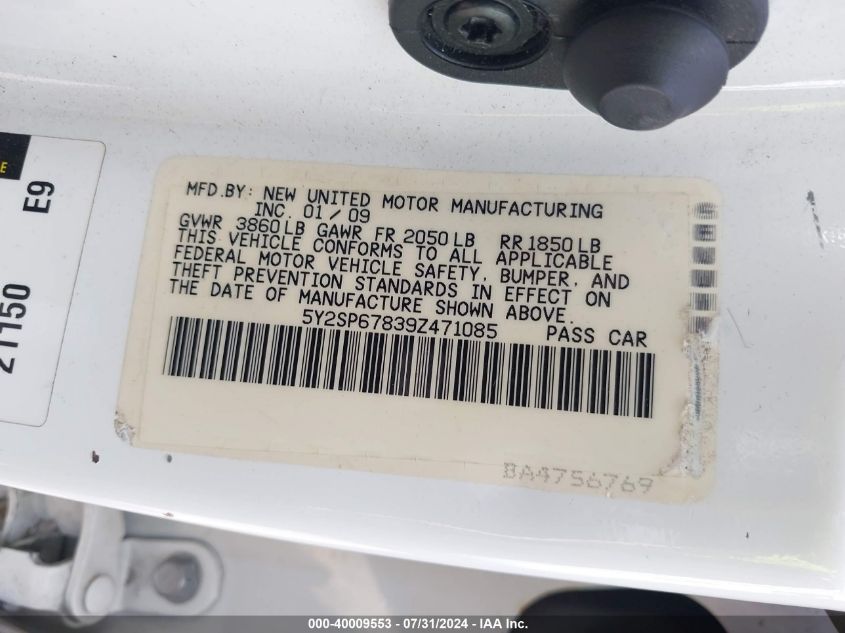 E
E9
21150
MFD.BY: NEW UNITED MOTOR MANUFACTURING
INC. 01/09
GVWR 3860LB GAWR FR 2050LB RR 1850LB
THIS VEHICLE CONFORMS TO ALL APPLICABLE
FEDERAL MOTOR VEHICLE SAFETY, BUMPER, AND
THEFT PREVENTION STANDARDS IN EFFECT ON
THE DATE OF MANUFACTURE SHOWN ABOVE.
5Y2SP67839Z471085 PASS CAR
BA4756769
000-40009553 / 07/31/2024 - IAA Inc.